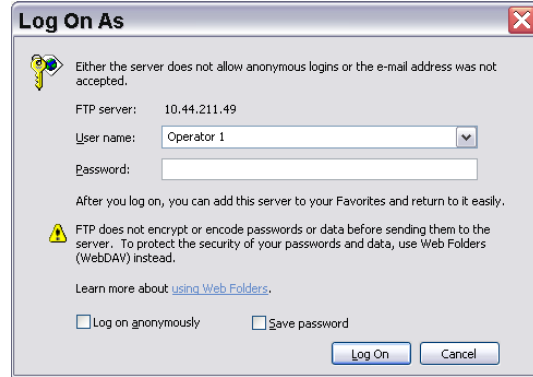 Log On As
Either the server does not allow anonymous logins or the e-mail address was not
accepted.
FTP server: 10.44.211.49
User name: Operator 1
Password:
After you log on, you can add this server to your Favorites and return to it easily.
FTP does not encrypt or encode passwords or data before sending them to the
server. To protect the security of your passwords and data, use Web Folders
(WebDAV) instead.
Learn more about using Web Folders.
Log on anonymously Save password
Log On Cancel